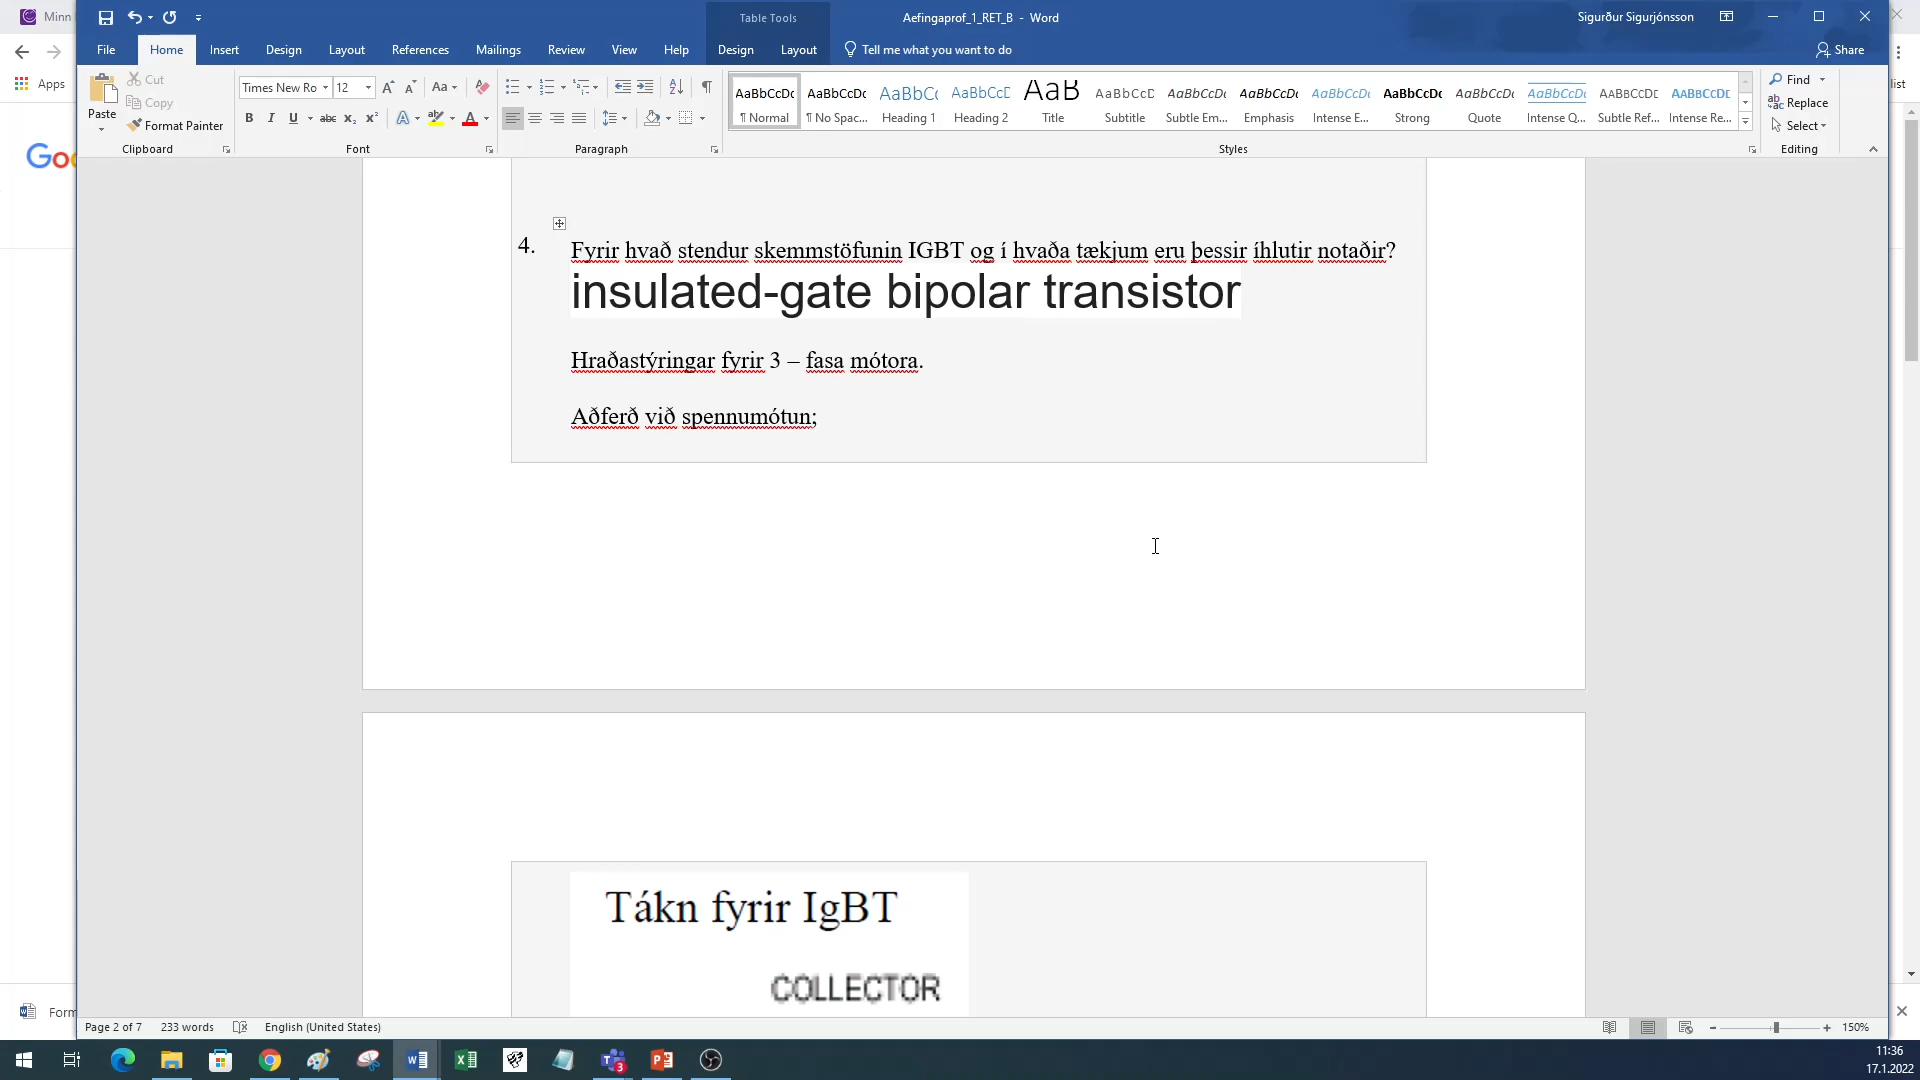 Minn
Aefingaprof_1_RET_B - Word
Table Tools
Sigurður Sigurjónsson
File
Home
Insert
Design
Layout
References
Mailings
Review
View
Help
Design
Layout
Tell me what you want to do
Share
Apps
list
Paste
Cut
Copy
Format Painter
Clipboard
Times New Ro
12
Font
Paragraph
AaBbCcDc
¶ Normal
AaBbCcDc
¶ No Spac...
AaBbCc
Heading 1
AaBbCcD
Heading 2
AaB
Title
AaBbCcD
Subtitle
AaBbCcDc
Subtle Em...
AaBbCcDc
Emphasis
AaBbCcDc
Intense E...
AaBbCcDc
Strong
AaBbCcDc
Quote
AaBbCcDc
Intense Q...
AaBbCcDc
Subtle Ref...
AaBbCcDc
Intense Re...
Styles
Find
Replace
Select
Editing
Goo
4. Fyrir hvað stendur skemmstöfunin IGBT og í hvaða tækjum eru þessir íhlutir notaðir?
insulated-gate bipolar transistor
Hraðastýringar fyrir 3 – fasa mótora.
Aðferð við spennumótun;
Tákn fyrir IgBT
COLLECTOR
Form
Page 2 of 7
233 words
English (United States)
150%
11:36
17.1.2022